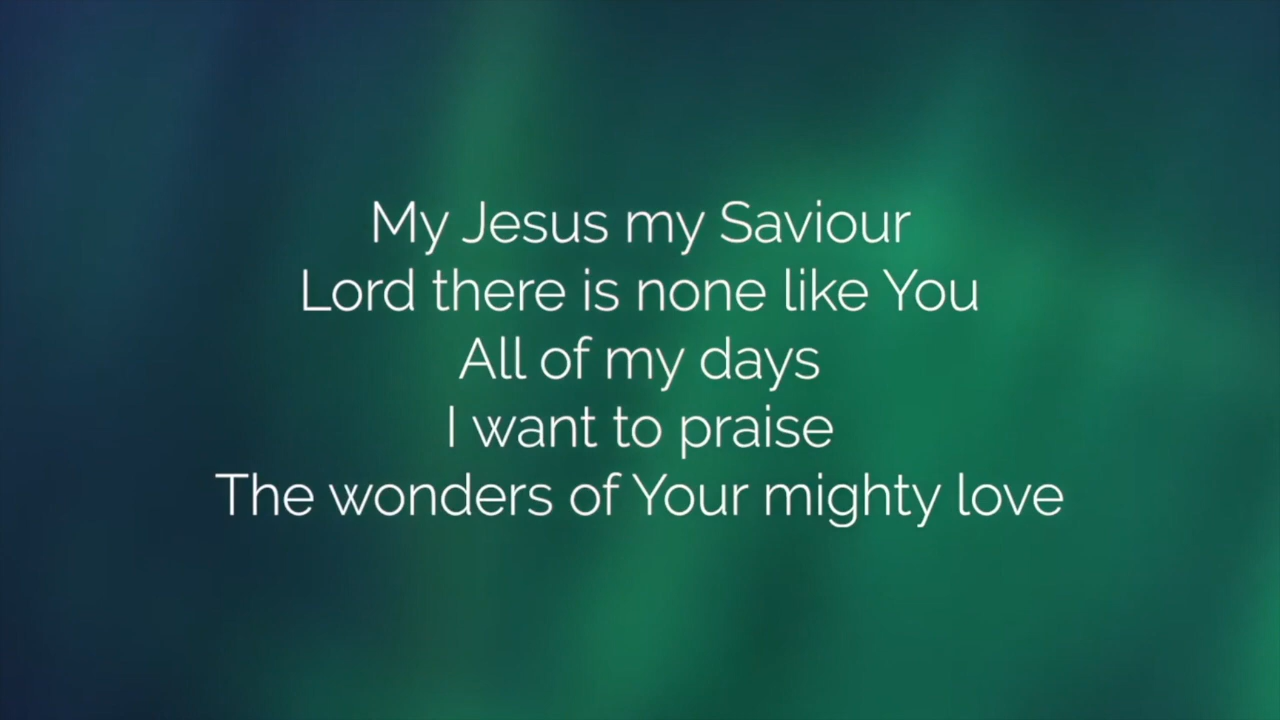 My Jesus my Saviour
Lord there is none like You
All of my days
I want to praise
The wonders of Your mighty love